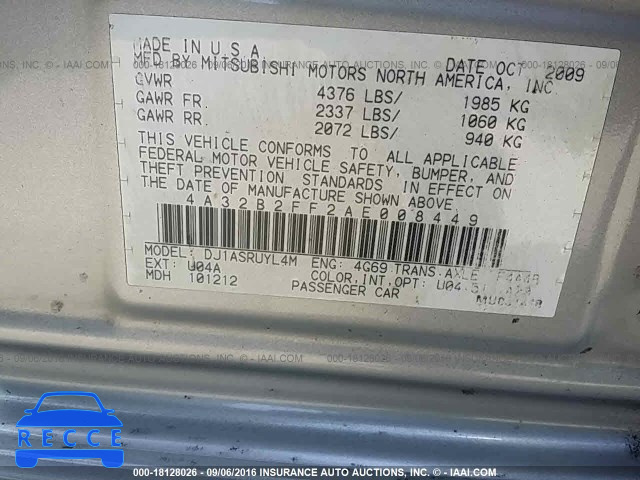 MADE IN U.S.A.
DATE OCT 2009
MFD BY MITSUBISHI MOTORS NORTH AMERICA, INC.
GVWR 4376 LBS/ 1985 KG
GAWR FR. 2337 LBS/ 1060 KG
GAWR RR. 2072 LBS/ 940 KG
THIS VEHICLE CONFORMS TO ALL APPLICABLE
FEDERAL MOTOR VEHICLE SAFETY, BUMPER, AND
THEFT PREVENTION STANDARDS IN EFFECT ON
THE DATE OF MANUFACTURE SHOWN ABOVE.
4A32B2FF2AE008449
MODEL: DJ1ASRUYL4M ENG: 4G69 TRANS.AXLE
EXT: U04A COLOR,INT,OPT: U04
MDH 101212 PASSENGER CAR
RECCE
000-18128026 - 09/06/2016 INSURANCE AUTO AUCTIONS - IAAI.COM